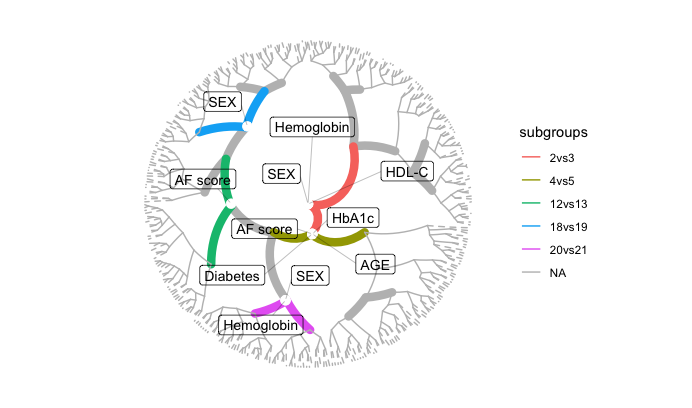 SEX
Hemoglobin
SEX
HDL-C
AF score
HbA1c
AF score
AGE
Diabetes
SEX
Hemoglobin
subgroups
2vs3
4vs5
12vs13
18vs19
20vs21
NA